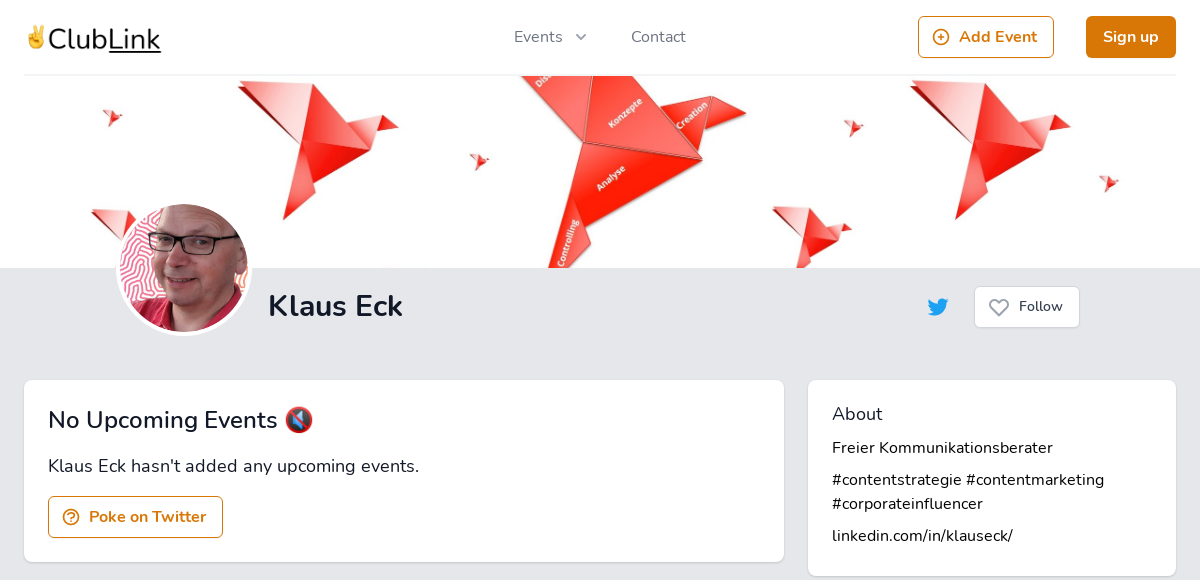 ClubLink
Events
Contact
Add Event
Sign up
Konzepte
Creation
Analyse
Controlling
Klaus Eck
Follow
No Upcoming Events
Klaus Eck hasn't added any upcoming events.
Poke on Twitter
About
Freier Kommunikationsberater
#contentstrategie #contentmarketing
#corporateinfluencer
linkedin.com/in/klauseck/